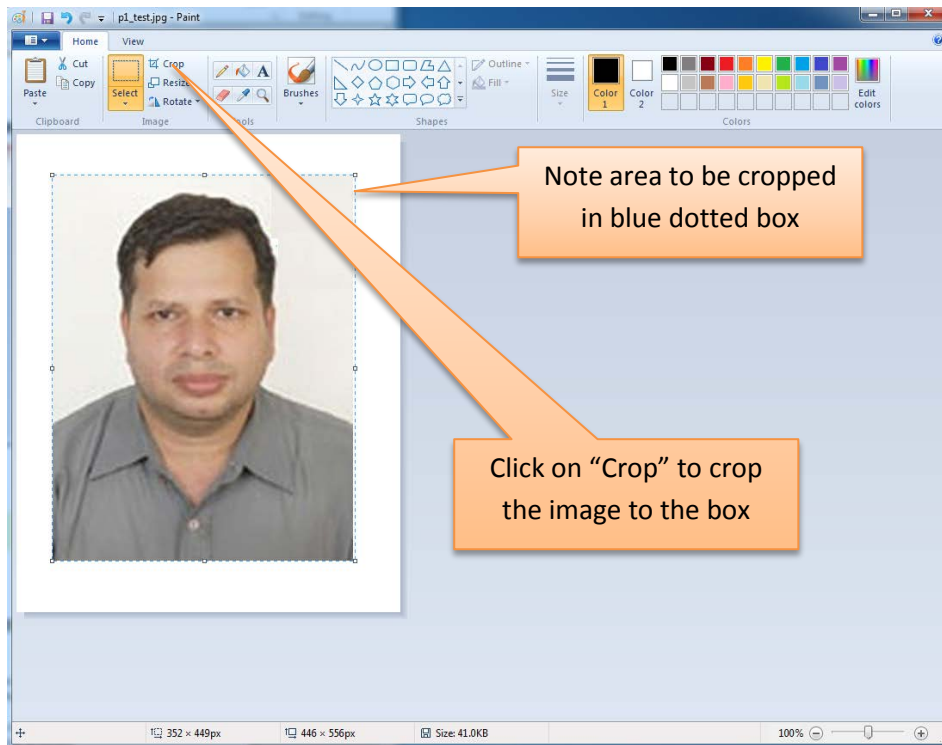 p1_test.jpg - Paint
Home View
Paste
Cut
Copy
Clipboard
Select
Crop
Resize
Rotate
Image
Brushes
Shapes
Outline
Fill
Size
Color 1
Color 2
Colors
Edit colors
Note area to be cropped
in blue dotted box
Click on “Crop” to crop
the image to the box
352 × 449px
446 × 556px
Size: 41.0KB
100%